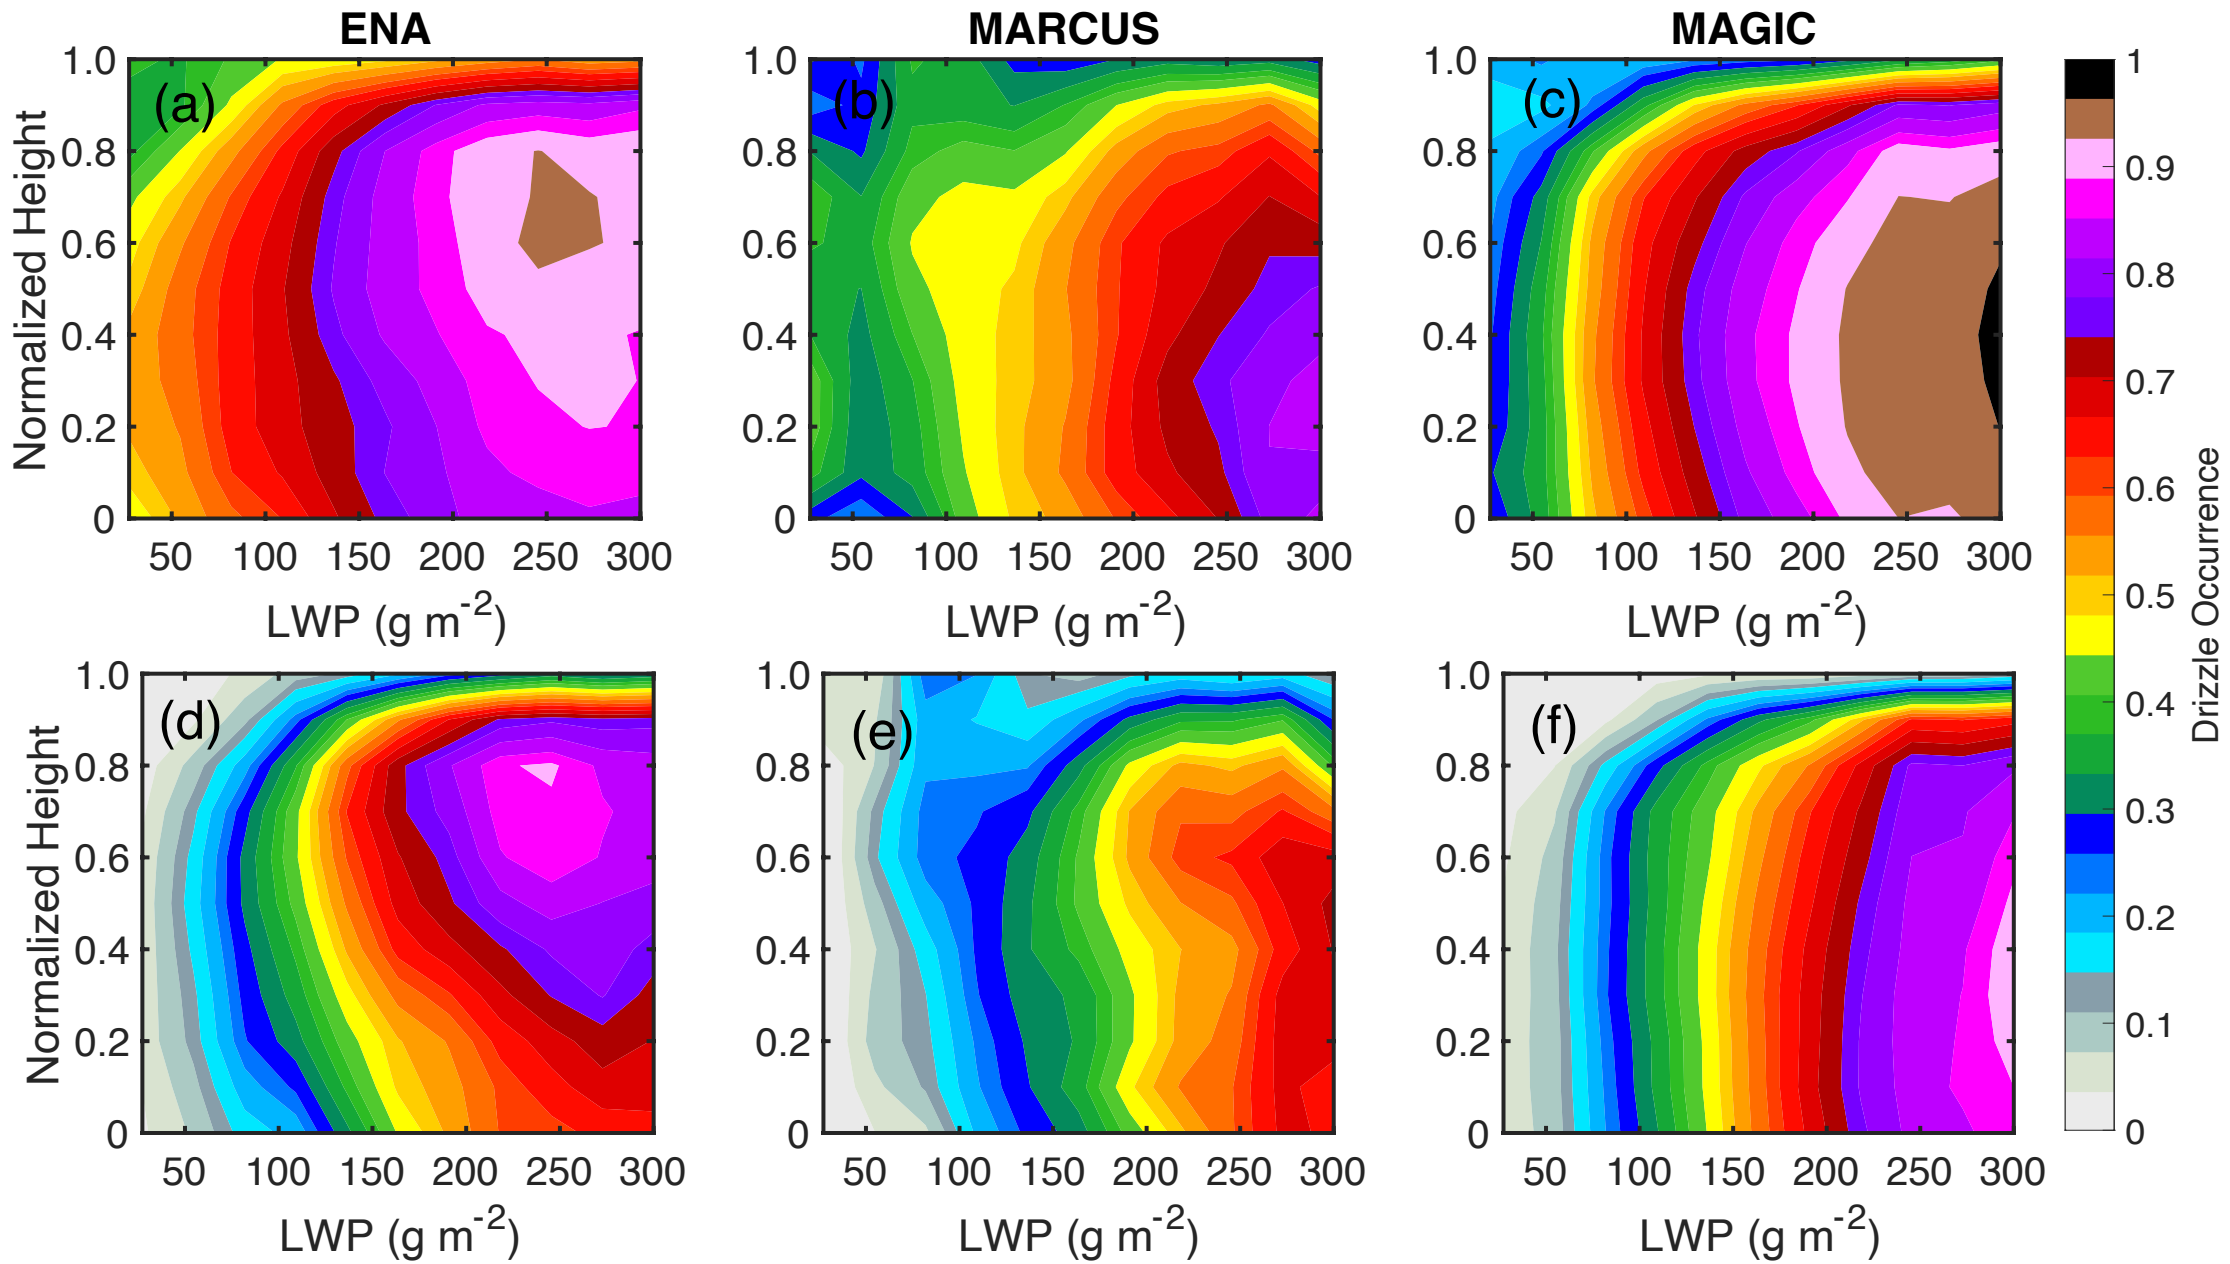 ENA
MARCUS
MAGIC
(a)
(b)
(c)
1.0
0.8
0.6
0.4
0.2
0
Normalized Height
50 100 150 200 250 300
LWP (g m-2)
1.0
0.8
0.6
0.4
0.2
0
50 100 150 200 250 300
LWP (g m-2)
1.0
0.8
0.6
0.4
0.2
0
50 100 150 200 250 300
LWP (g m-2)
(d)
(e)
(f)
1.0
0.8
0.6
0.4
0.2
0
Normalized Height
50 100 150 200 250 300
LWP (g m-2)
1.0
0.8
0.6
0.4
0.2
0
50 100 150 200 250 300
LWP (g m-2)
1.0
0.8
0.6
0.4
0.2
0
50 100 150 200 250 300
LWP (g m-2)
1
0.9
0.8
0.7
0.6
0.5
0.4
0.3
0.2
0.1
0
Drizzle Occurrence